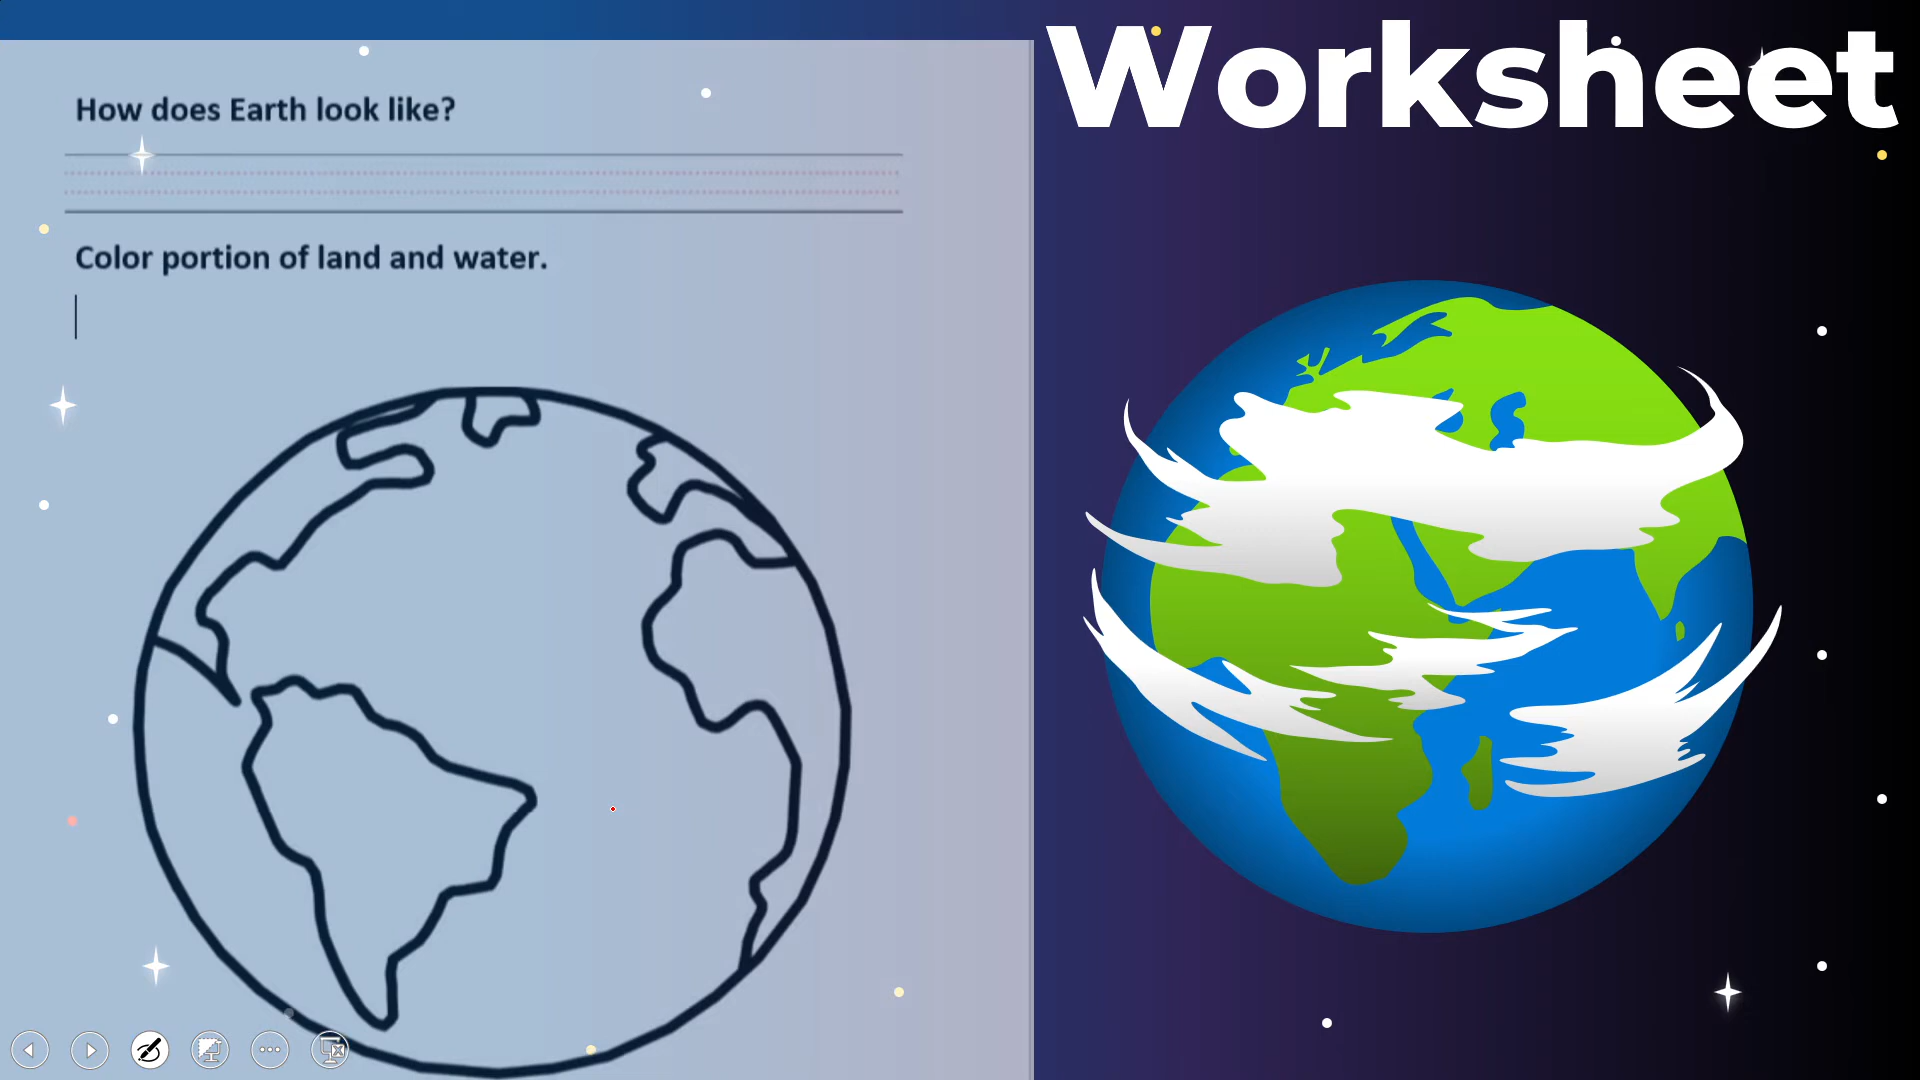 Worksheet
How does Earth look like?
Color portion of land and water.